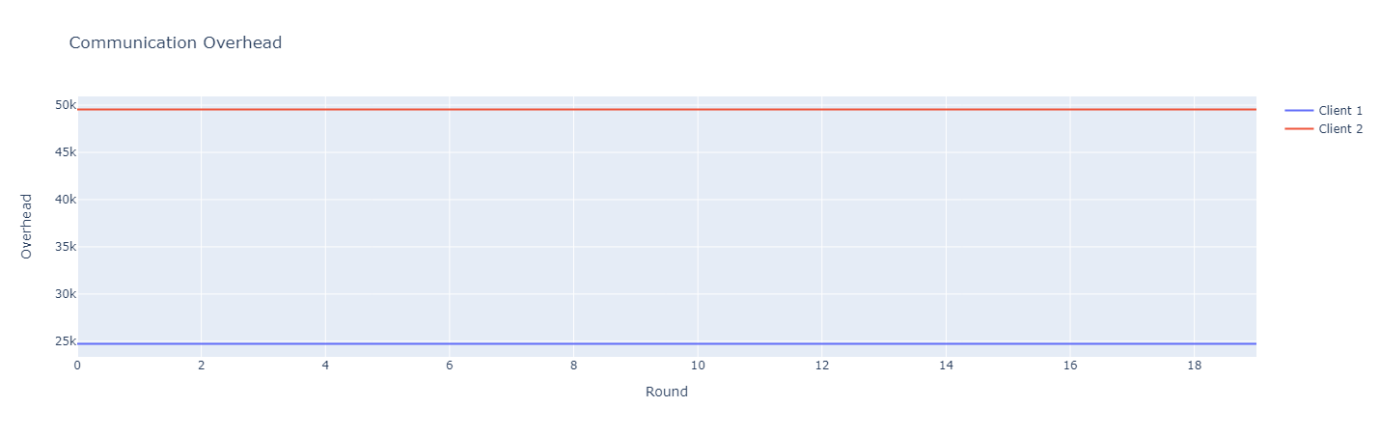 Communication Overhead
50k
45k
40k
35k
30k
25k
Overhead
0 2 4 6 8 10 12 14 16 18
Round
Client 1
Client 2